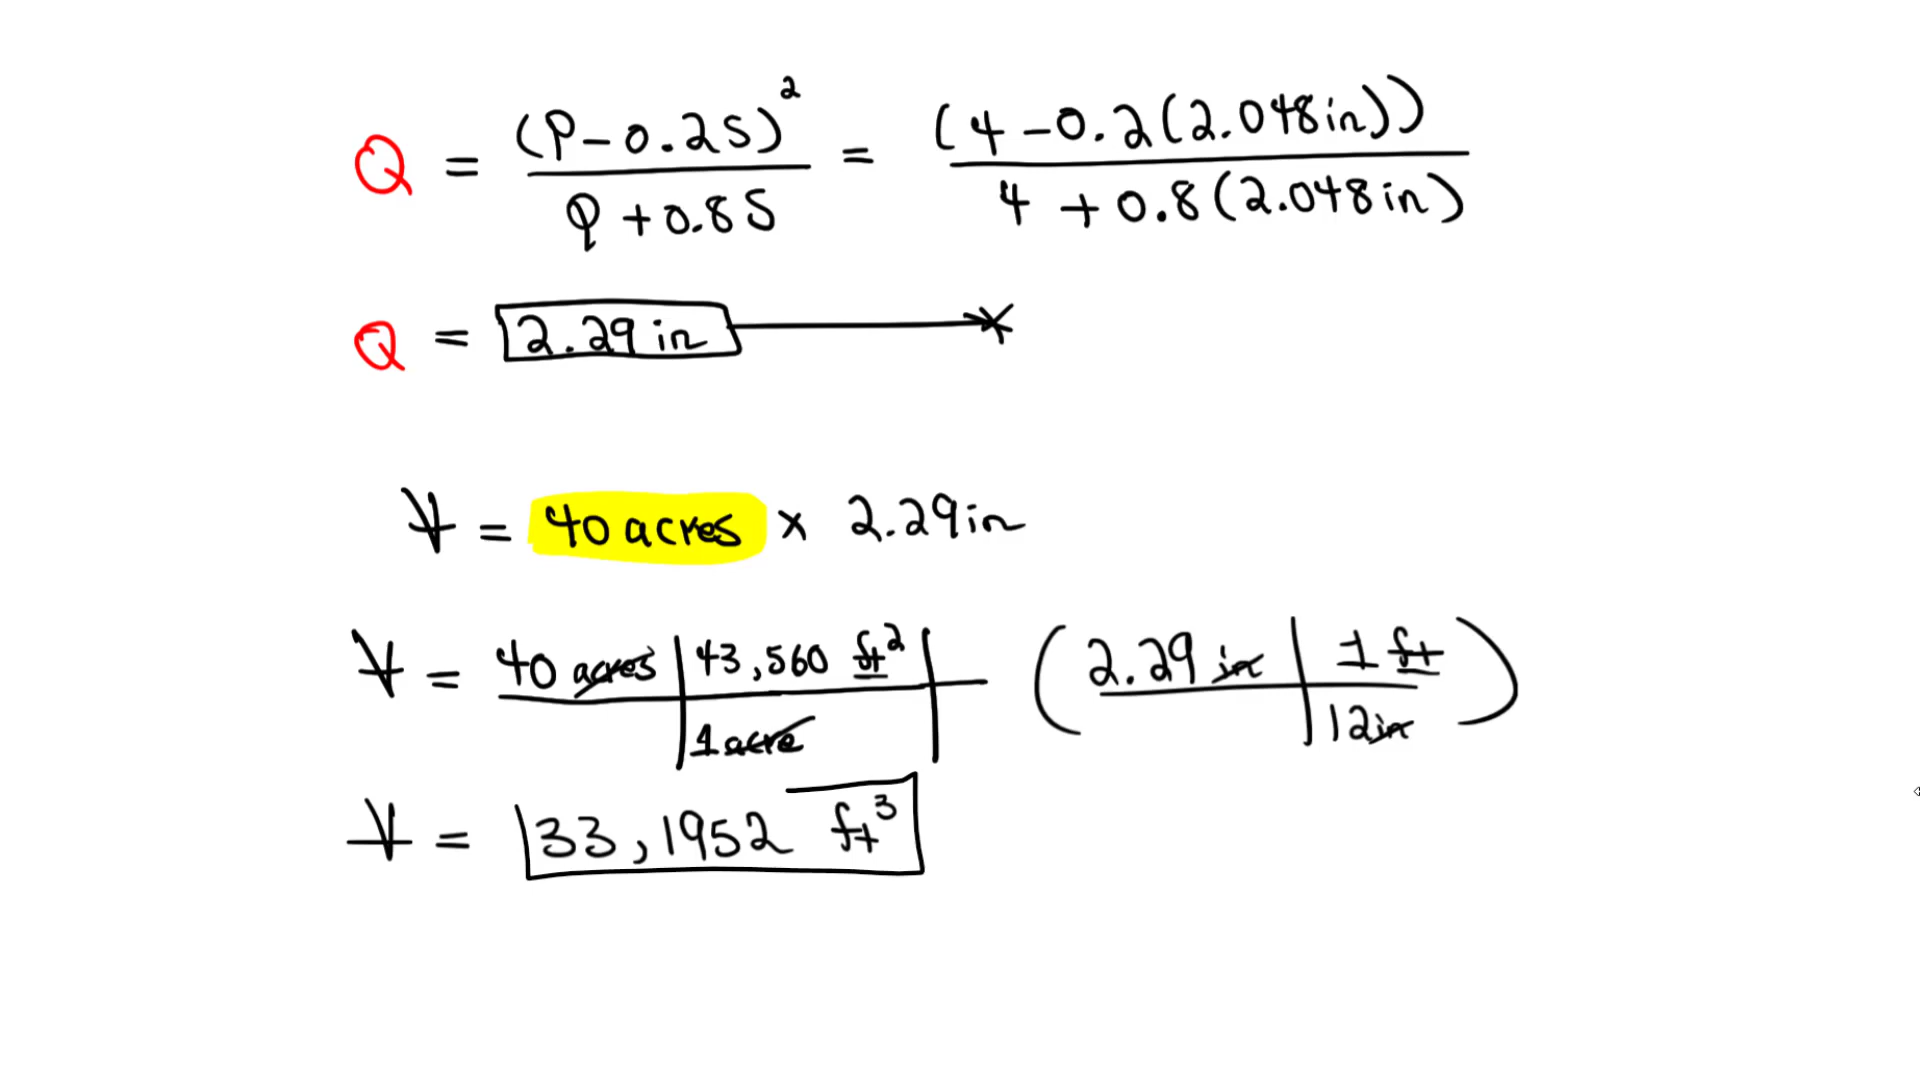 Q = (P - 0.2S)² / P + 0.8S = (4 - 0.2(2.048in)) / 4 + 0.8(2.048in)
Q = 2.29 in
V = 40 acres x 2.29in
V = 40 acres | 43,560 ft² / 1 acre | (2.29 in | 1 ft / 12in)
V = 33,1952 ft³